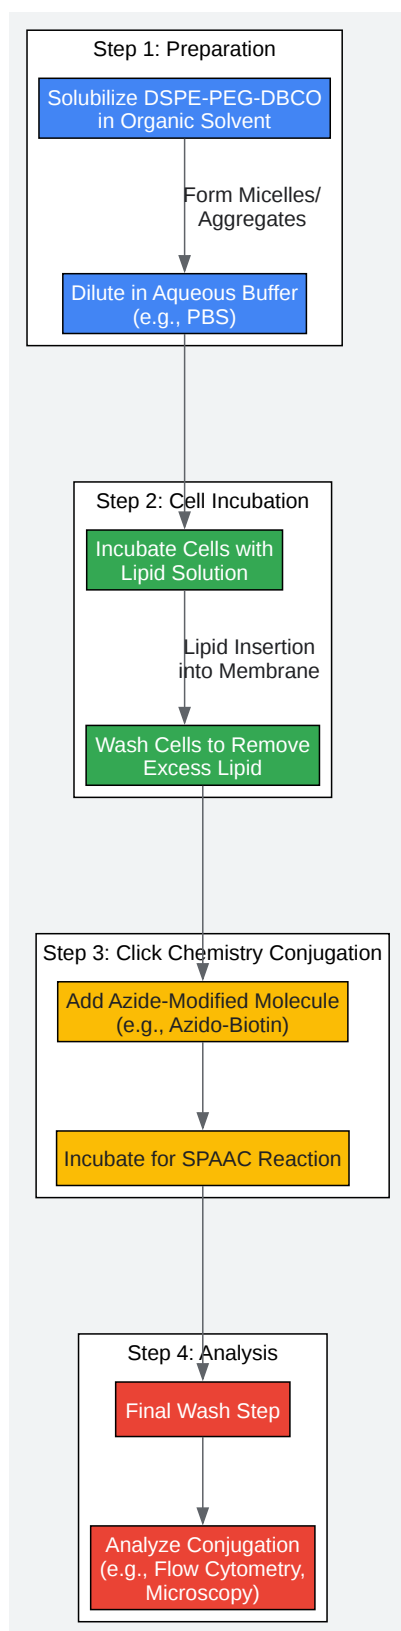 Step 1: Preparation
Solubilize DSPE-PEG-DBCO
in Organic Solvent
Form Micelles/
Aggregates
Dilute in Aqueous Buffer
(e.g., PBS)
Step 2: Cell Incubation
Incubate Cells with
Lipid Solution
Lipid Insertion
into Membrane
Wash Cells to Remove
Excess Lipid
Step 3: Click Chemistry Conjugation
Add Azide-Modified Molecule
(e.g., Azido-Biotin)
Incubate for SPAAC Reaction
Step 4: Analysis
Final Wash Step
Analyze Conjugation
(e.g., Flow Cytometry,
Microscopy)